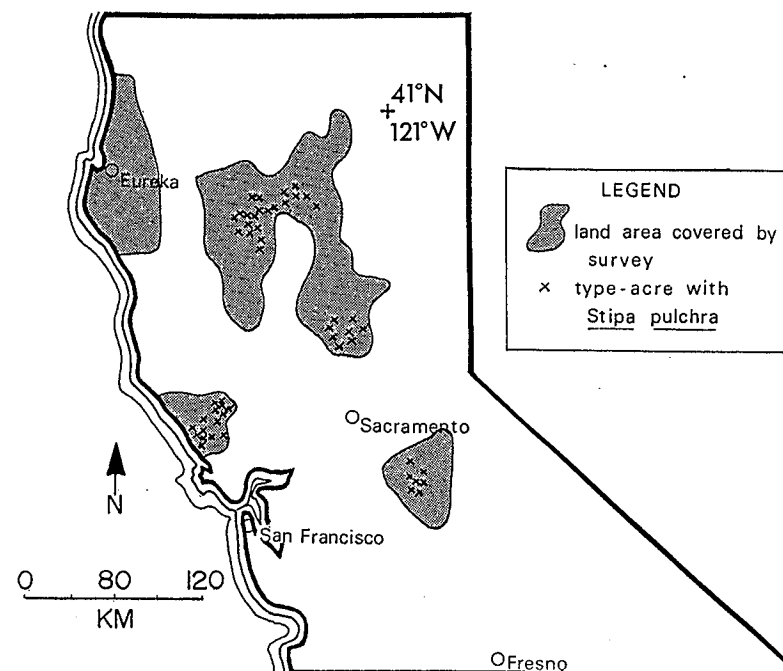 41°N
121°W
Eureka
LEGEND
land area covered by
survey
x type-acre with
Stipa pulchra
Sacramento
N
San Francisco
0 80 120
KM
Fresno